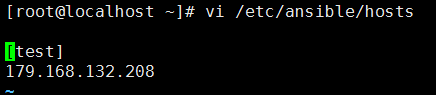 [root@localhost ~]# vi /etc/ansible/hosts
[test]
179.168.132.208
~